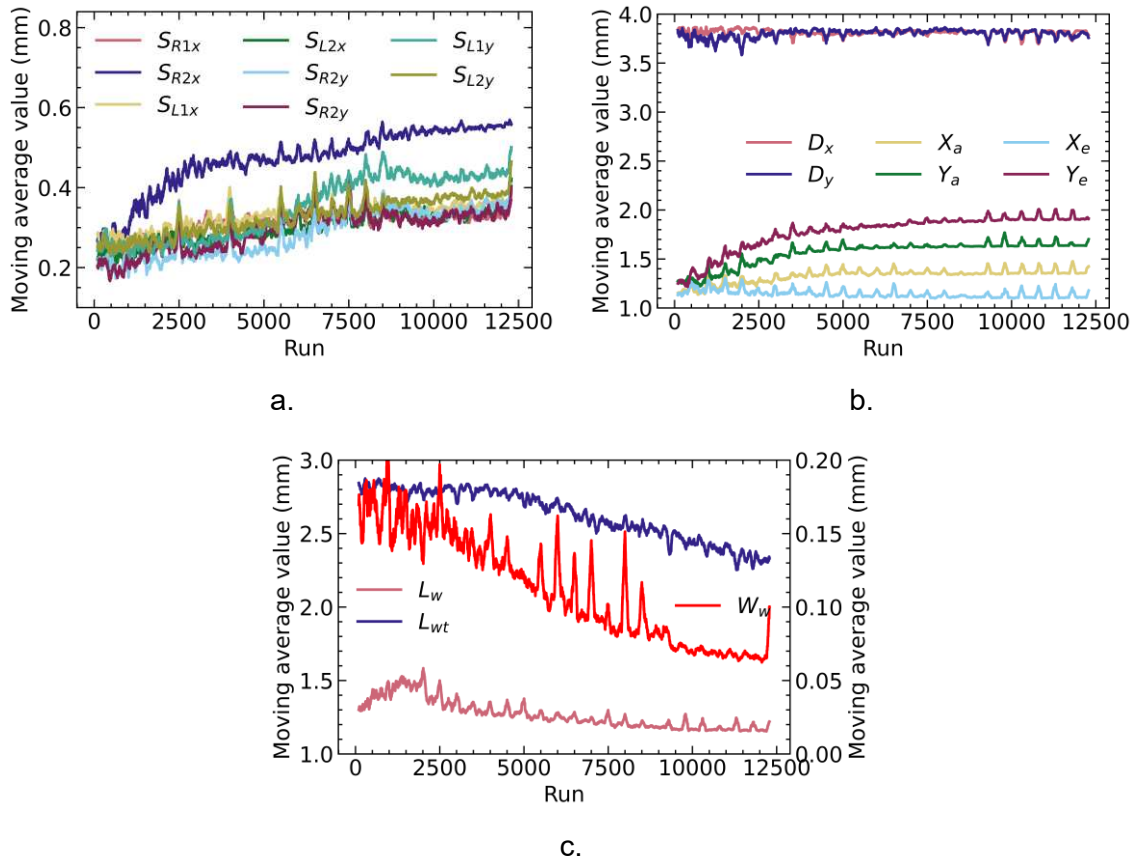 Moving average value (mm)
0.8
0.6
0.4
0.2
S_R1x S_L2x S_L1y
S_R2x S_R2y S_L2y
S_L1x S_R2y
0 2500 5000 7500 10000 12500
Run
a.
Moving average value (mm)
4.0
3.5
3.0
2.5
2.0
1.5
1.0
D_x X_a X_e
D_y Y_a Y_e
0 2500 5000 7500 10000 12500
Run
b.
Moving average value (mm)
3.0
2.5
2.0
1.5
1.0
L_w
L_wt
W_w
0.20
0.15
0.10
0.05
0.00
Moving average value (mm)
0 2500 5000 7500 10000 12500
Run
c.